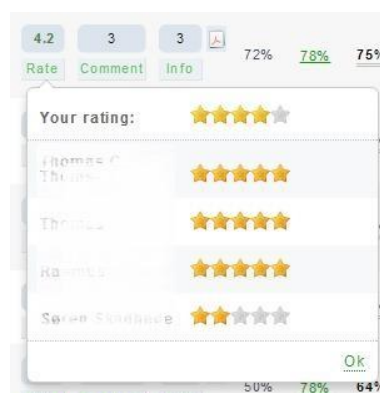 4.2 3 3 72% 78% 75%
Rate Comment Info
Your rating:
Thomas
Ok
50% 78% 64%